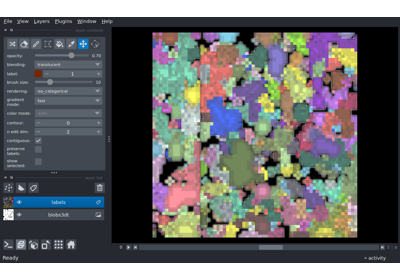 File View Layers Plugins Window Help
opacity: 0.70
blending: translucent
label: 1
brush size: 10
rendering: iso_categorical
gradient mode: fast
color mode:
contour: 0
n edit dim: 2
contiguous:
preserve labels:
show selected:
labels
blobs3dt
0
Ready
activity